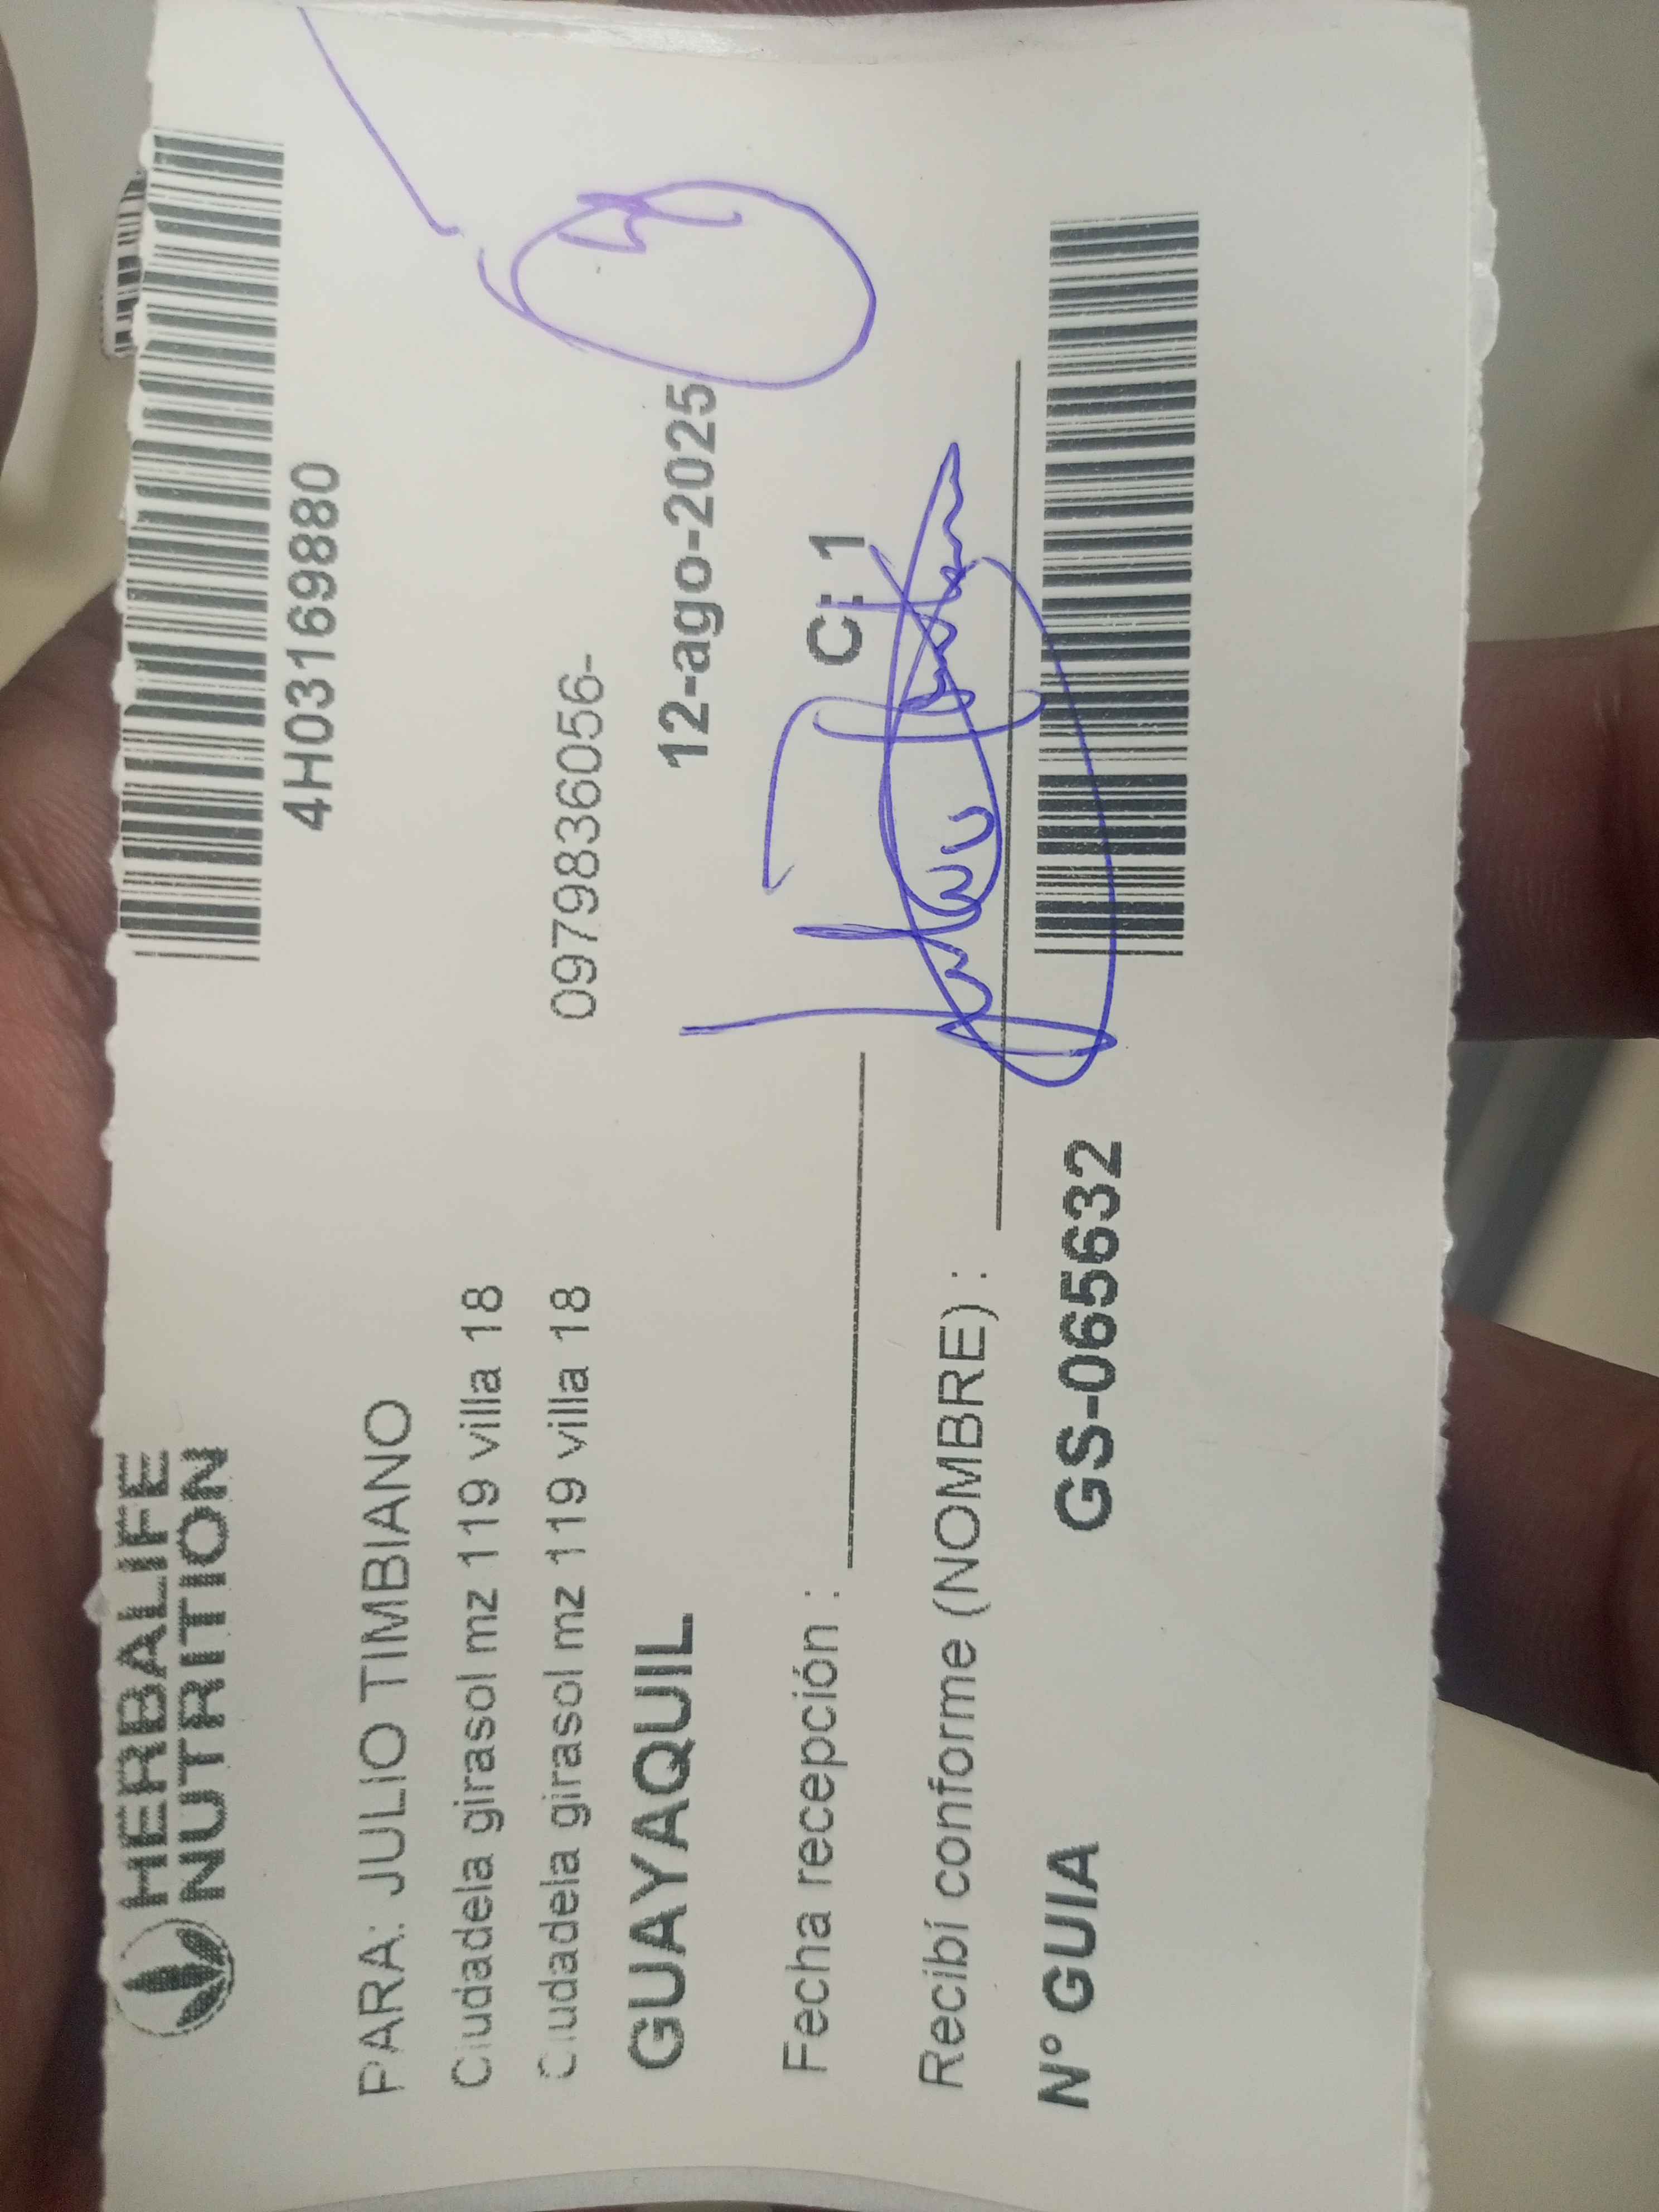 HERBALIFE
NUTRITION
4H03169880
PARA: JULIO TIMBIANO
Ciudadela girasol mz 119 villa 18
Ciudadela girasol mz 119 villa 18 0979836056-
GUAYAQUIL 12-ago-2025
Fecha recepción : C: 1
Recibí conforme (NOMBRE) :
N° GUIA GS-065632